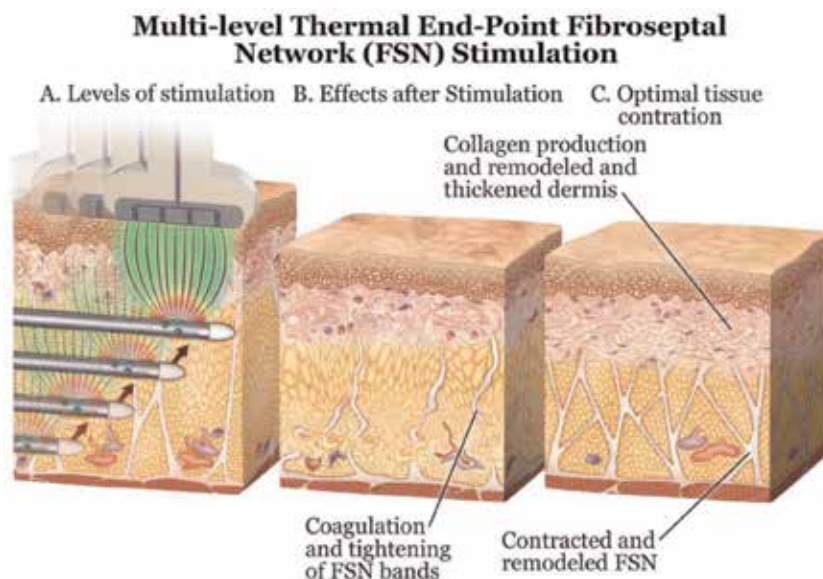 Multi-level Thermal End-Point Fibroseptal
Network (FSN) Stimulation
A. Levels of stimulation
B. Effects after Stimulation
C. Optimal tissue
contration
Collagen production
and remodeled and
thickened dermis
Coagulation
and tightening
of FSN bands
Contracted and
remodeled FSN